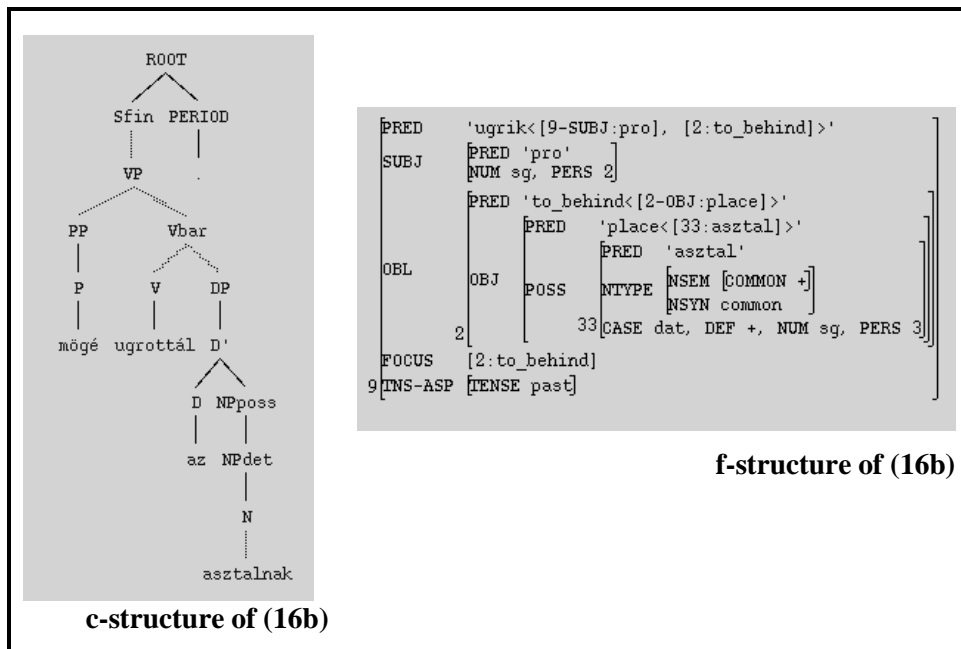 ROOT
Sfin PERIOD
VP .
PP Vbar
P V DP
mögé ugrottál D'
D NPposs
az NPdet
N
asztalnak
c-structure of (16b)
PRED 'ugrik<[9-SUBJ:pro], [2:to_behind]>'
PRED 'pro'
SUBJ
NUM sg, PERS 2
PRED 'to_behind<[2-OBJ:place]>'
PRED 'place<[33:asztal]>'
PRED 'asztal'
OBL OBJ POSS NTYPE NSEM [COMMON +]
NSYN common
2 33 CASE dat, DEF +, NUM sg, PERS 3
FOCUS [2:to_behind]
9 TNS-ASP [TENSE past]
f-structure of (16b)